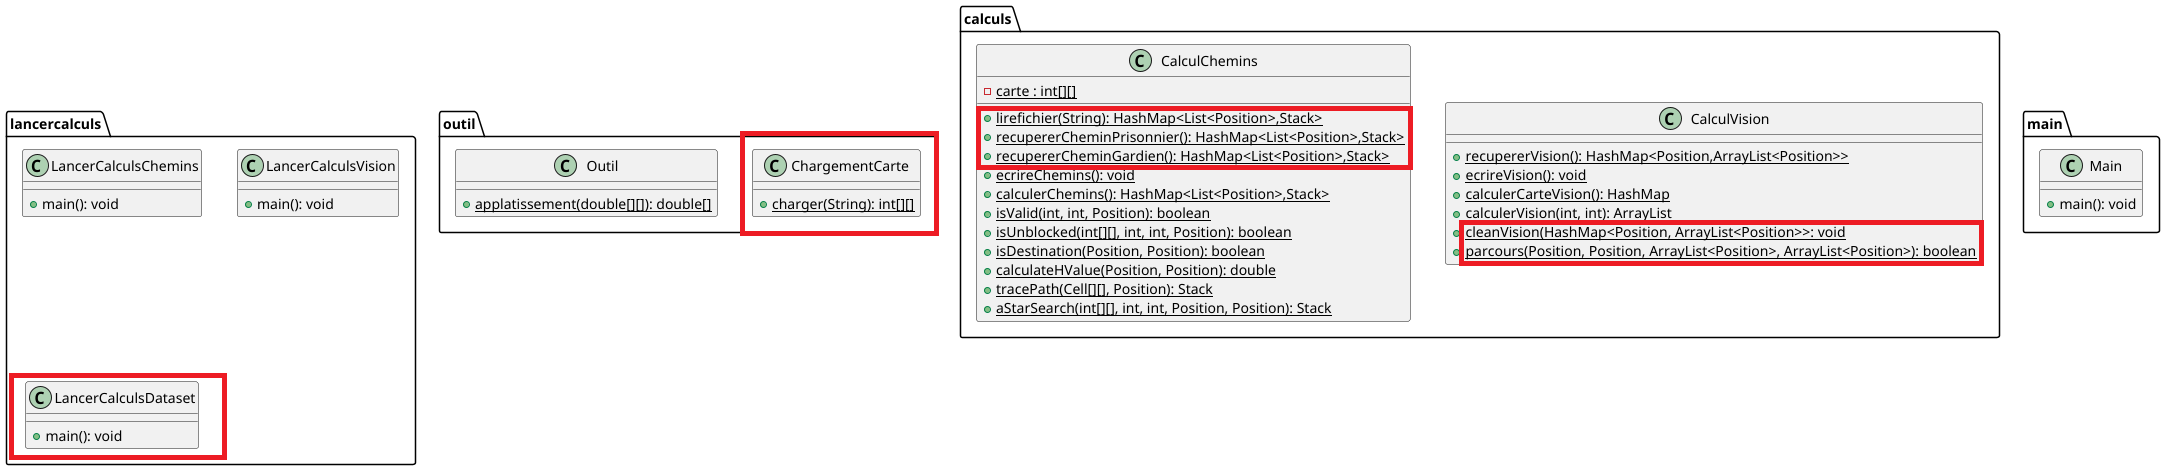 lancercalculs
C LancerCalculsChemins
main(): void
C LancerCalculsVision
main(): void
C LancerCalculsDataset
main(): void
outil
C Outil
applatissement(double[][]): double[]
C ChargementCarte
charger(String): int[][]
calculs
C CalculChemins
carte : int[][]
lirefichier(String): HashMap<List<Position>,Stack>
recupererCheminPrisonnier(): HashMap<List<Position>,Stack>
recupererCheminGardien(): HashMap<List<Position>,Stack>
ecrireChemins(): void
calculerChemins(): HashMap<List<Position>,Stack>
isValid(int, int, Position): boolean
isUnblocked(int[][], int, int, Position): boolean
isDestination(Position, Position): boolean
calculateHValue(Position, Position): double
tracePath(Cell[][], Position): Stack
aStarSearch(int[][], int, int, Position, Position): Stack
C CalculVision
recupererVision(): HashMap<Position,ArrayList<Position>>
ecrireVision(): void
calculerCarteVision(): HashMap
calculerVision(int, int): ArrayList
cleanVision(HashMap<Position, ArrayList<Position>>: void
parcours(Position, Position, ArrayList<Position>, ArrayList<Position>): boolean
main
C Main
main(): void